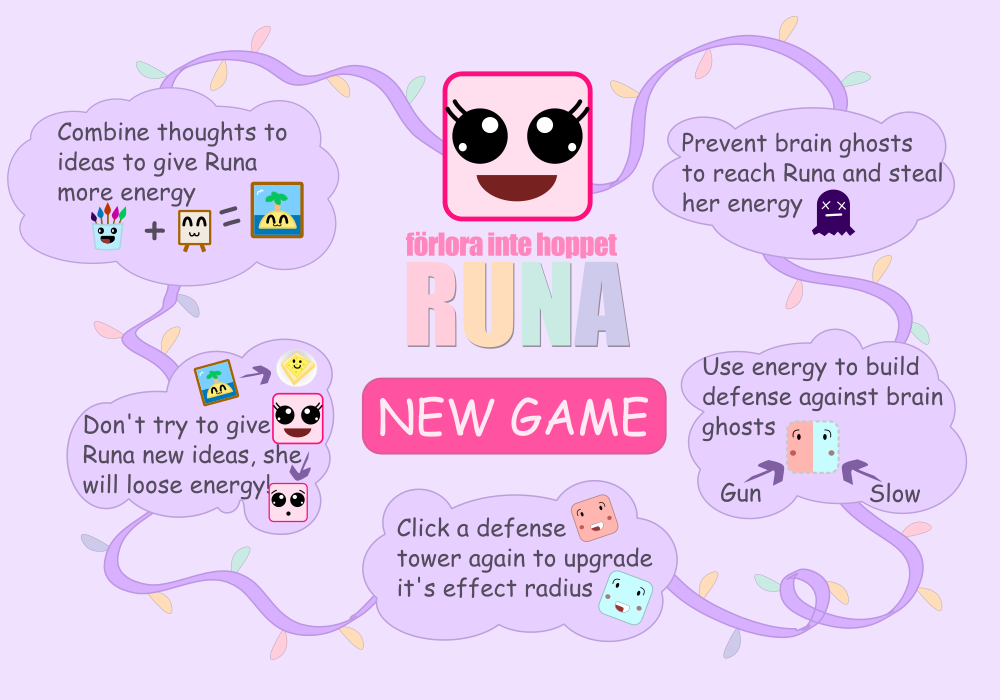 Combine thoughts to
ideas to give Runa
more energy
+
=
förlora inte hoppet
RUNA
NEW GAME
Prevent brain ghosts
to reach Runa and steal
her energy
Don't try to give
Runa new ideas, she
will loose energy!
Click a defense
tower again to upgrade
it's effect radius
Use energy to build
defense against brain
ghosts
Gun
Slow